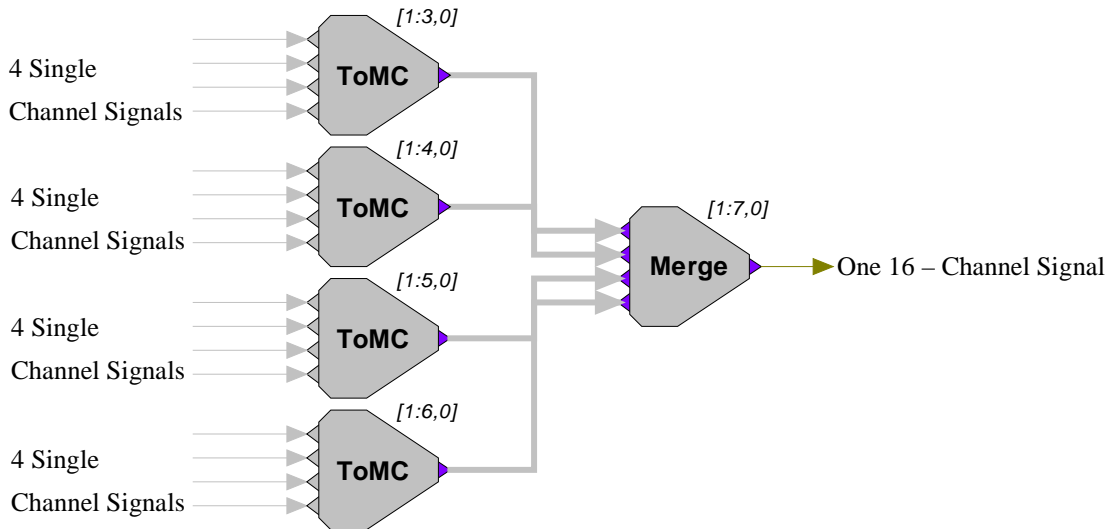 [1:3,0]
4 Single
Channel Signals
ToMC
[1:4,0]
4 Single
Channel Signals
ToMC
[1:7,0]
Merge
One 16 – Channel Signal
[1:5,0]
4 Single
Channel Signals
ToMC
[1:6,0]
4 Single
Channel Signals
ToMC